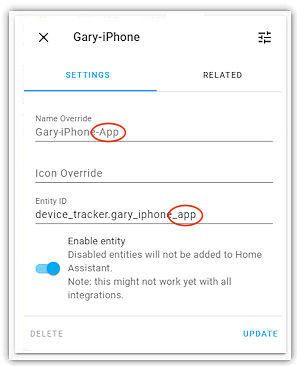 Gary-iPhone
SETTINGS RELATED
Name Override
Gary-iPhone-App
Icon Override
Entity ID
device_tracker.gary_iphone_app
Enable entity
Disabled entities will not be added to Home
Assistant.
Note: this might not work yet with all
integrations.
DELETE UPDATE